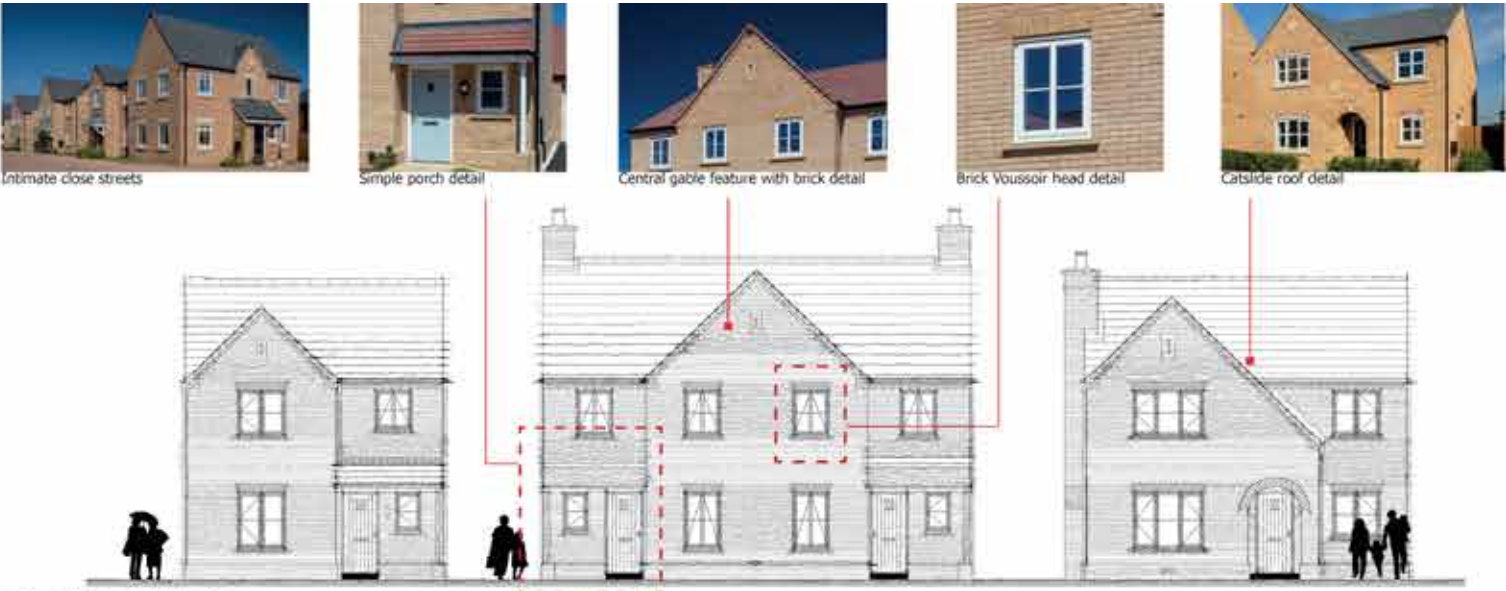 Intimate close streets
Simple porch detail
Central gable feature with brick detail
Brick Voussoir head detail
Catslide roof detail